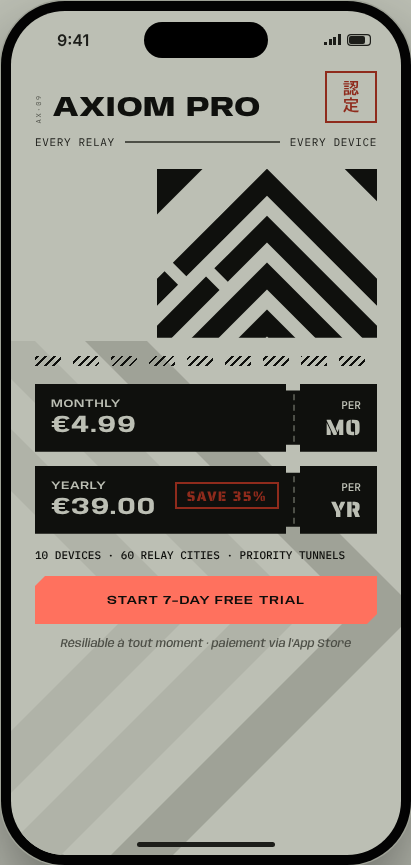 9:41
AX-09
AXIOM PRO
認定
EVERY RELAY EVERY DEVICE
MONTHLY
€4.99
PER
MO
YEARLY
€39.00
SAVE 35%
PER
YR
10 DEVICES · 60 RELAY CITIES · PRIORITY TUNNELS
START 7-DAY FREE TRIAL
Résiliable à tout moment · paiement via l'App Store